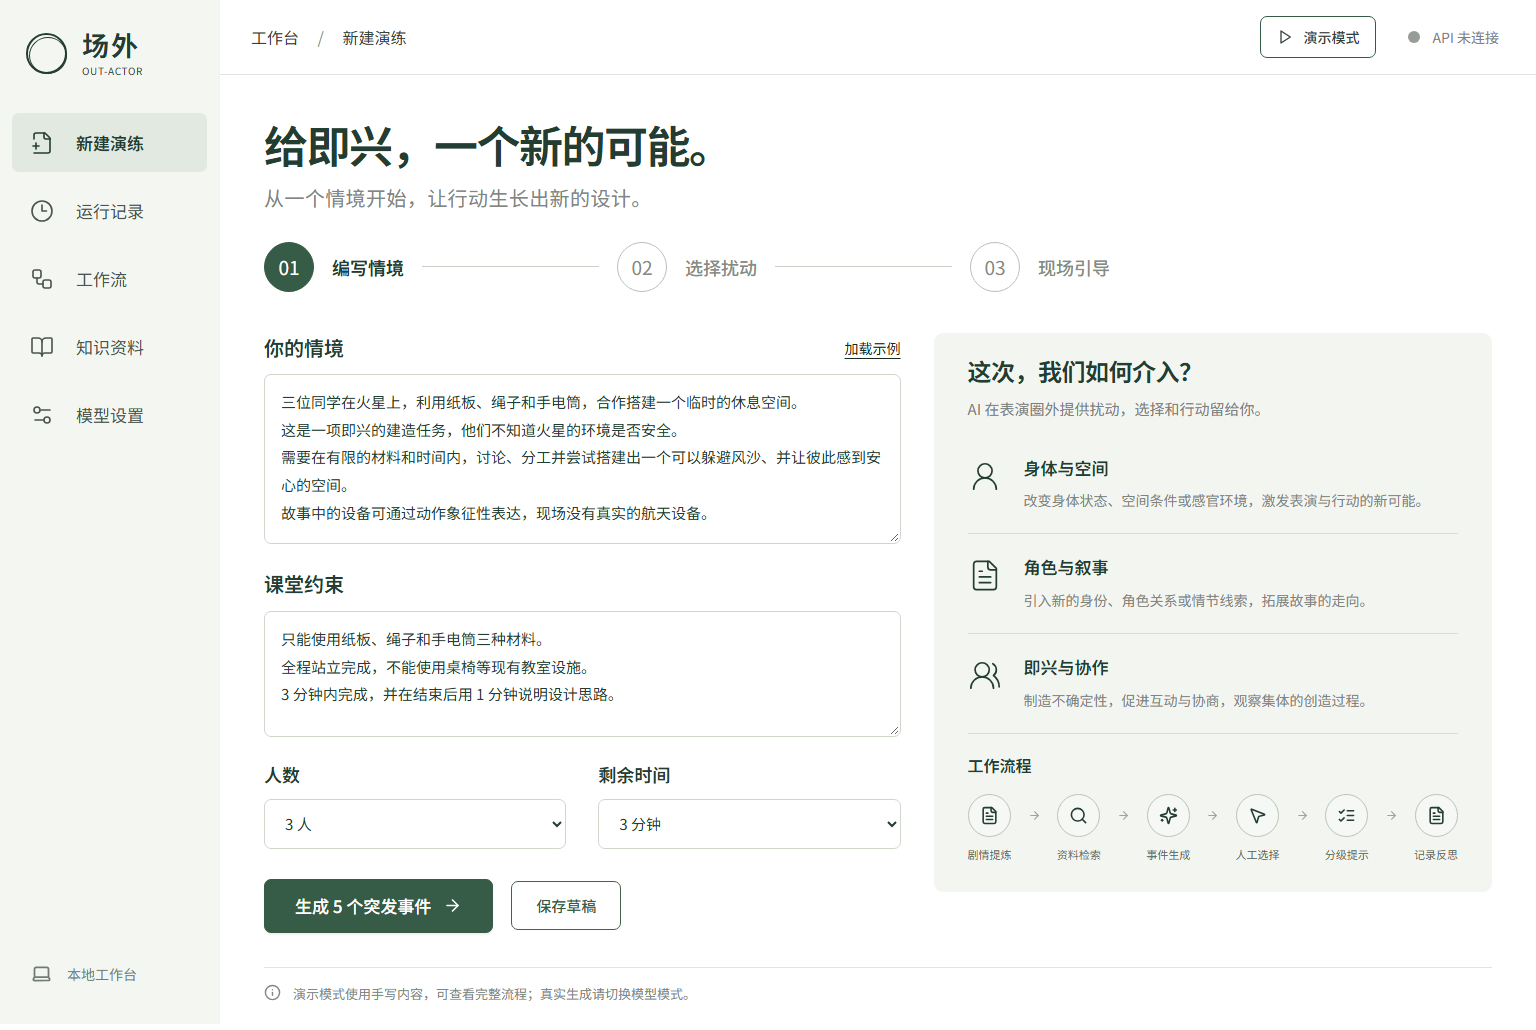 场外
OUT-ACTOR
新建演练
运行记录
工作流
知识资料
模型设置
本地工作台
工作台 / 新建演练
演示模式
API 未连接
给即兴，一个新的可能。
从一个情境开始，让行动生长出新的设计。
01 编写情境
02 选择扰动
03 现场引导
你的情境
加载示例
三位同学在火星上，利用纸板、绳子和手电筒，合作搭建一个临时的休息空间。
这是一项即兴的建造任务，他们不知道火星的环境是否安全。
需要在有限的材料和时间内，讨论、分工并尝试搭建出一个可以躲避风沙、并让彼此感到安
心的空间。
故事中的设备可通过动作象征性表达，现场没有真实的航天设备。
课堂约束
只能使用纸板、绳子和手电筒三种材料。
全程站立完成，不能使用桌椅等现有教室设施。
3 分钟内完成，并在结束后用 1 分钟说明设计思路。
人数
3 人
剩余时间
3 分钟
生成 5 个突发事件
保存草稿
这次，我们如何介入？
AI 在表演圈外提供扰动，选择和行动留给你。
身体与空间
改变身体状态、空间条件或感官环境，激发表演与行动的新可能。
角色与叙事
引入新的身份、角色关系或情节线索，拓展故事的走向。
即兴与协作
制造不确定性，促进互动与协商，观察集体的创造过程。
工作流程
剧情提炼
资料检索
事件生成
人工选择
分级提示
记录反思
演示模式使用手写内容，可查看完整流程；真实生成请切换模型模式。